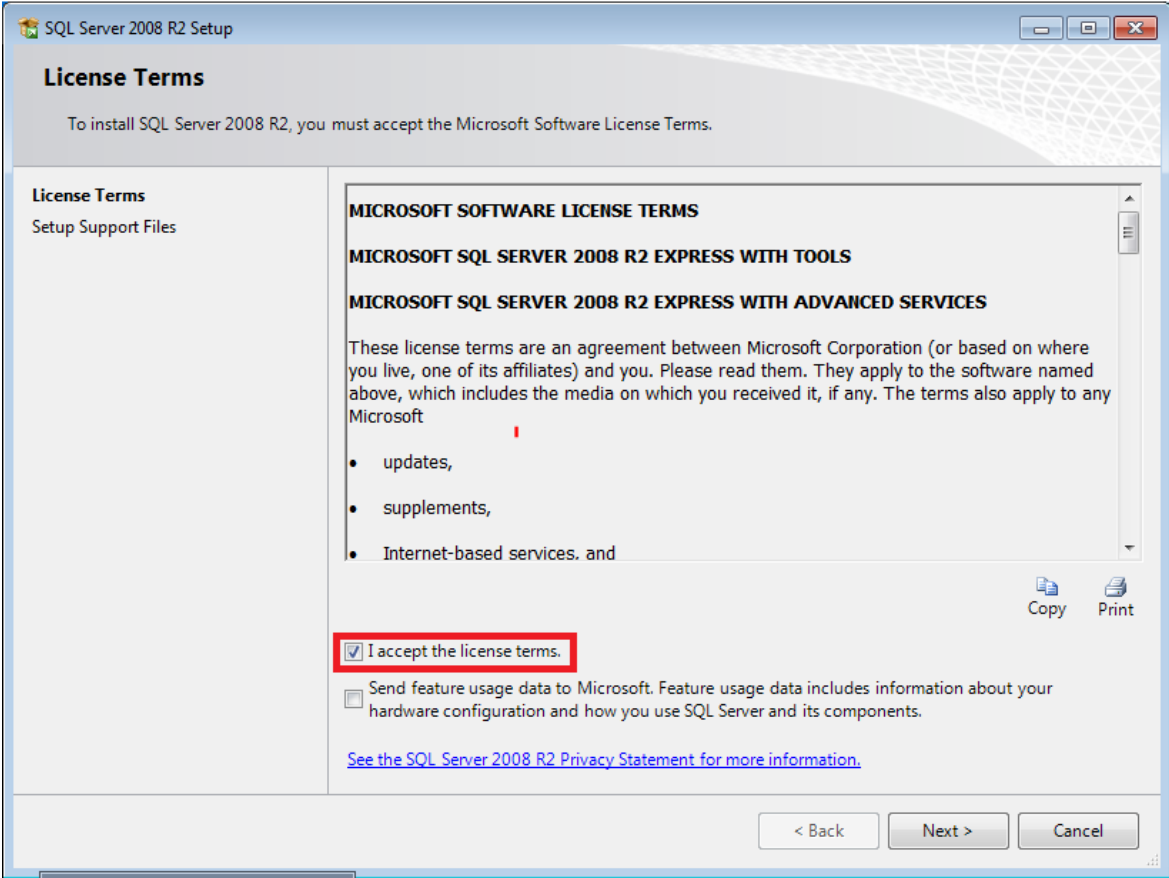 SQL Server 2008 R2 Setup
License Terms
To install SQL Server 2008 R2, you must accept the Microsoft Software License Terms.
License Terms
Setup Support Files
MICROSOFT SOFTWARE LICENSE TERMS
MICROSOFT SQL SERVER 2008 R2 EXPRESS WITH TOOLS
MICROSOFT SQL SERVER 2008 R2 EXPRESS WITH ADVANCED SERVICES
These license terms are an agreement between Microsoft Corporation (or based on where
you live, one of its affiliates) and you. Please read them. They apply to the software named
above, which includes the media on which you received it, if any. The terms also apply to any
Microsoft
• updates,
• supplements,
• Internet-based services, and
Copy
Print
I accept the license terms.
Send feature usage data to Microsoft. Feature usage data includes information about your
hardware configuration and how you use SQL Server and its components.
See the SQL Server 2008 R2 Privacy Statement for more information.
< Back
Next >
Cancel